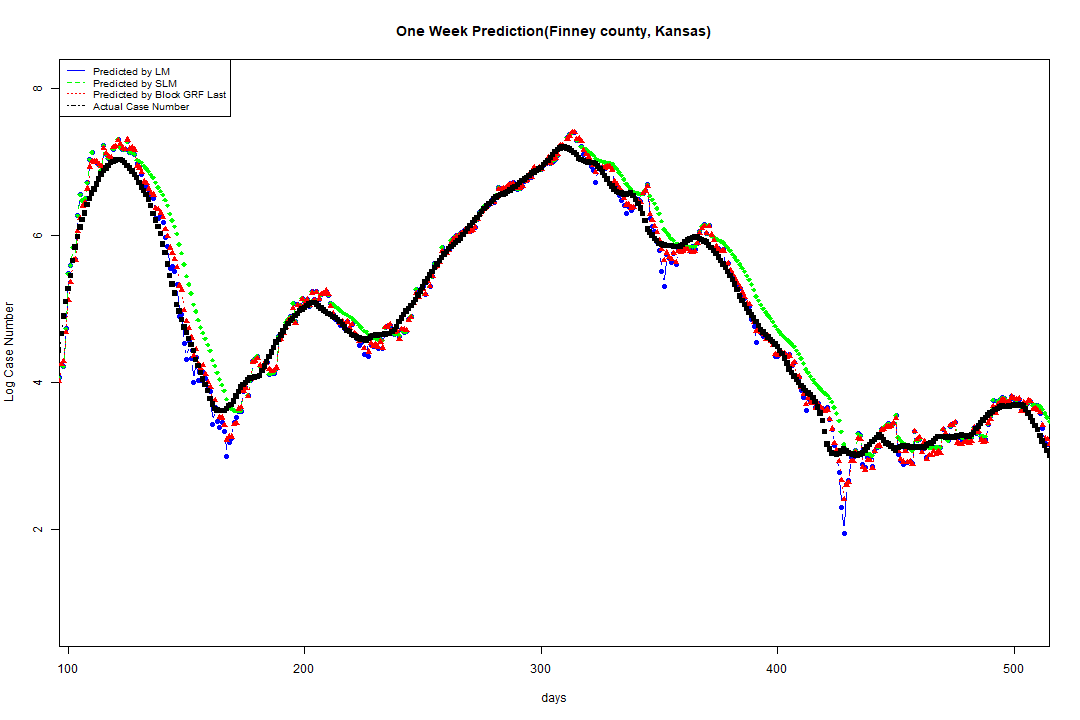 One Week Prediction(Finney county, Kansas)
Predicted by LM
Predicted by SLM
Predicted by Block GRF Last
Actual Case Number
8
6
4
2
Log Case Number
100 200 300 400 500
days